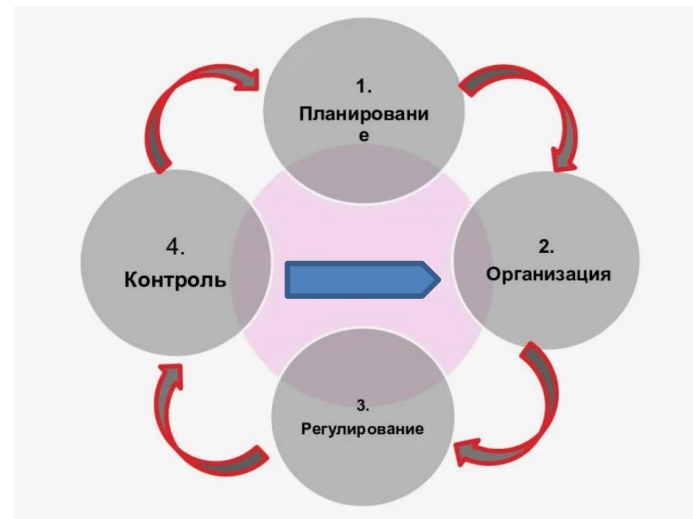 1.
Планировани
е
2.
Организация
3.
Регулирование
4.
Контроль